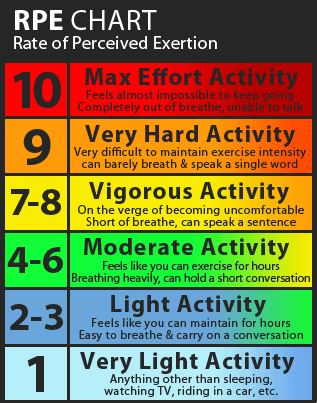 RPE CHART
Rate of Perceived Exertion
10
Max Effort Activity
Feels almost impossible to keep going
Completely out of breathe, unable to talk
9
Very Hard Activity
Very difficult to maintain exercise intensity
can barely breath & speak a single word
7-8
Vigorous Activity
On the verge of becoming uncomfortable
Short of breathe, can speak a sentence
4-6
Moderate Activity
Feels like you can exercise for hours
Breathing heavily, can hold a short conversation
2-3
Light Activity
Feels like you can maintain for hours
Easy to breathe & carry on a conversation
1
Very Light Activity
Anything other than sleeping,
watching TV, riding in a car, etc.